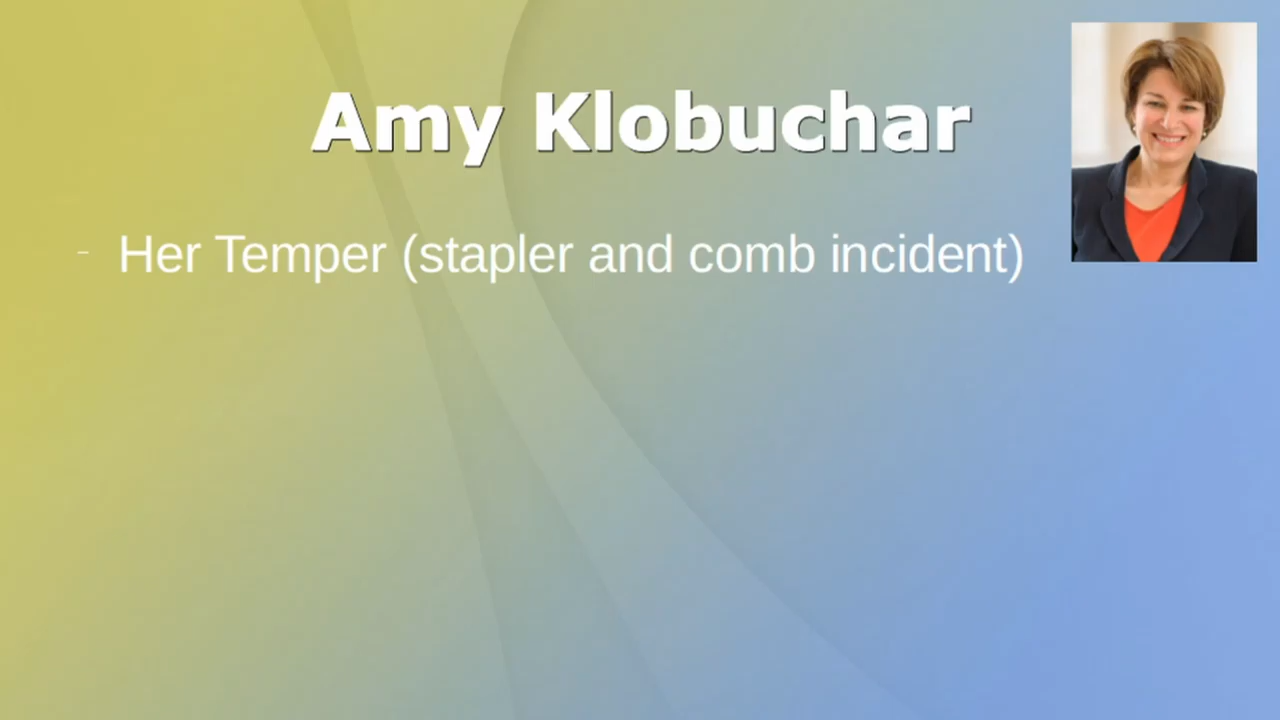 Amy Klobuchar
- Her Temper (stapler and comb incident)